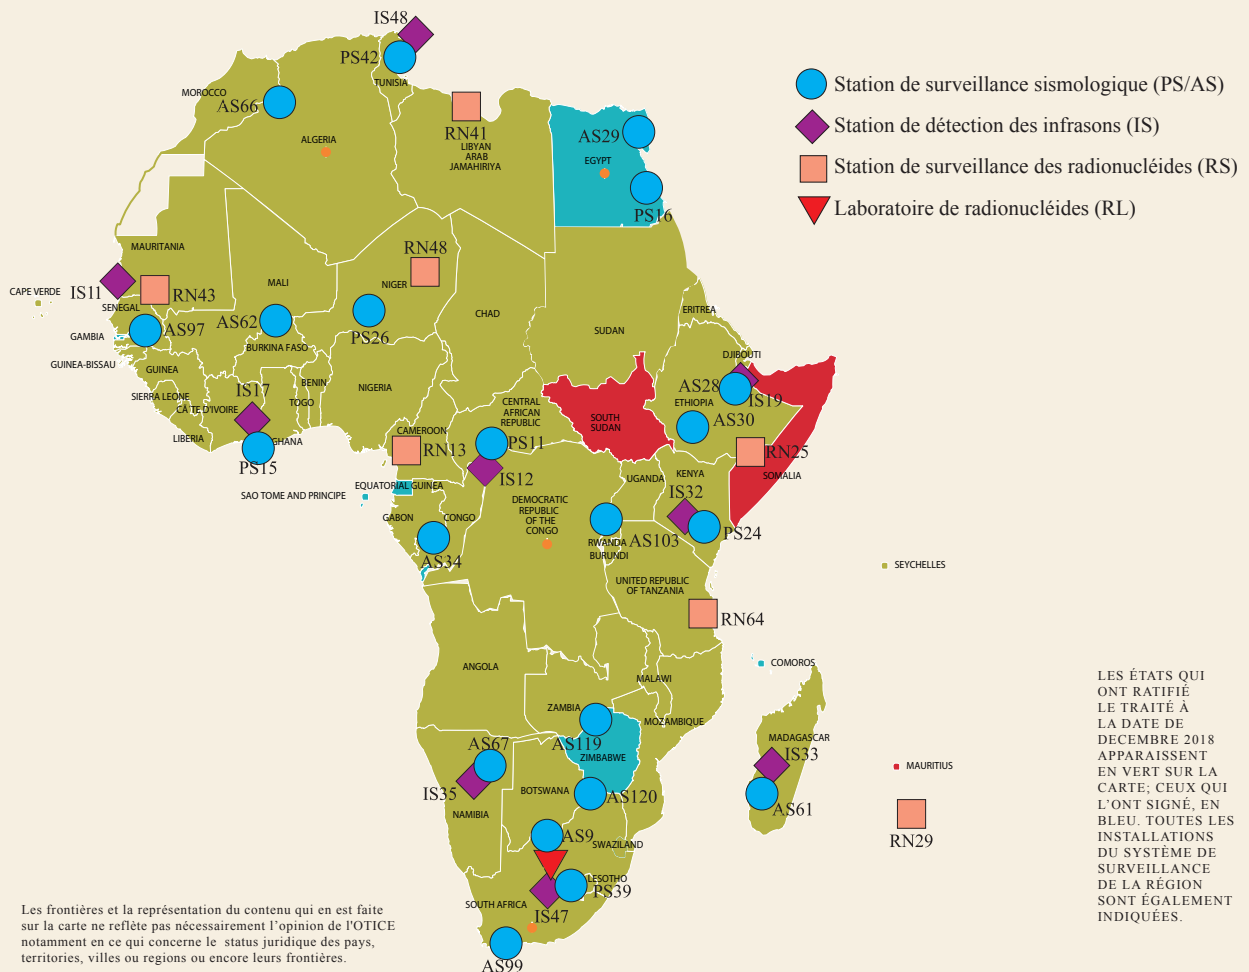 IS48
PS42
TUNISIA
MOROCCO
AS66
ALGERIA
RN41
LIBYAN
ARAB
JAMAHIRIYA
AS29
EGYPT
PS16
Station de surveillance sismologique (PS/AS)
Station de détection des infrasons (IS)
Station de surveillance des radionucléides (RS)
Laboratoire de radionucléides (RL)
MAURITANIA
RN48
NIGER
MALI
CHAD
SUDAN
ERITREA
CAPE VERDE
IS11
RN43
SENEGAL
GAMBIA
AS97
AS62
PS26
BURKINA FASO
GUINEA-BISSAU
GUINEA
BENIN
NIGERIA
DJIBOUTI
AS28
IS19
ETHIOPIA
AS30
SIERRA LEONE
IS17
TOGO
CÂTE D'IVOIRE
LIBERIA
GHANA
PS15
CENTRAL
AFRICAN
REPUBLIC
SOUTH
SUDAN
CAMEROON
RN13
PS11
IS12
RN25
SOMALIA
EQUATORIAL GUINEA
SAO TOME AND PRINCIPE
UGANDA
KENYA
IS32
PS24
GABON
CONGO
AS34
DEMOCRATIC
REPUBLIC
OF THE
CONGO
RWANDA
BURUNDI
AS103
SEYCHELLES
UNITED REPUBLIC
OF TANZANIA
RN64
ANGOLA
COMOROS
MALAWI
ZAMBIA
MOZAMBIQUE
AS119
ZIMBABWE
MADAGASCAR
IS33
AS61
MAURITIUS
RN29
AS67
IS35
NAMIBIA
BOTSWANA
AS120
AS9
SWAZILAND
LESOTHO
PS39
SOUTH AFRICA
IS47
AS99
LES ÉTATS QUI
ONT RATIFIÉ
LE TRAITÉ À
LA DATE DE
DECEMBRE 2018
APPARAISSENT
EN VERT SUR LA
CARTE; CEUX QUI
L'ONT SIGNÉ, EN
BLEU. TOUTES LES
INSTALLATIONS
DU SYSTÈME DE
SURVEILLANCE
DE LA RÉGION
SONT ÉGALEMENT
INDIQUÉES.
Les frontières et la représentation du contenu qui en est faite
sur la carte ne reflète pas nécessairement l'opinion de l'OTICE
notamment en ce qui concerne le status juridique des pays,
territories, villes ou regions ou encore leurs frontières.